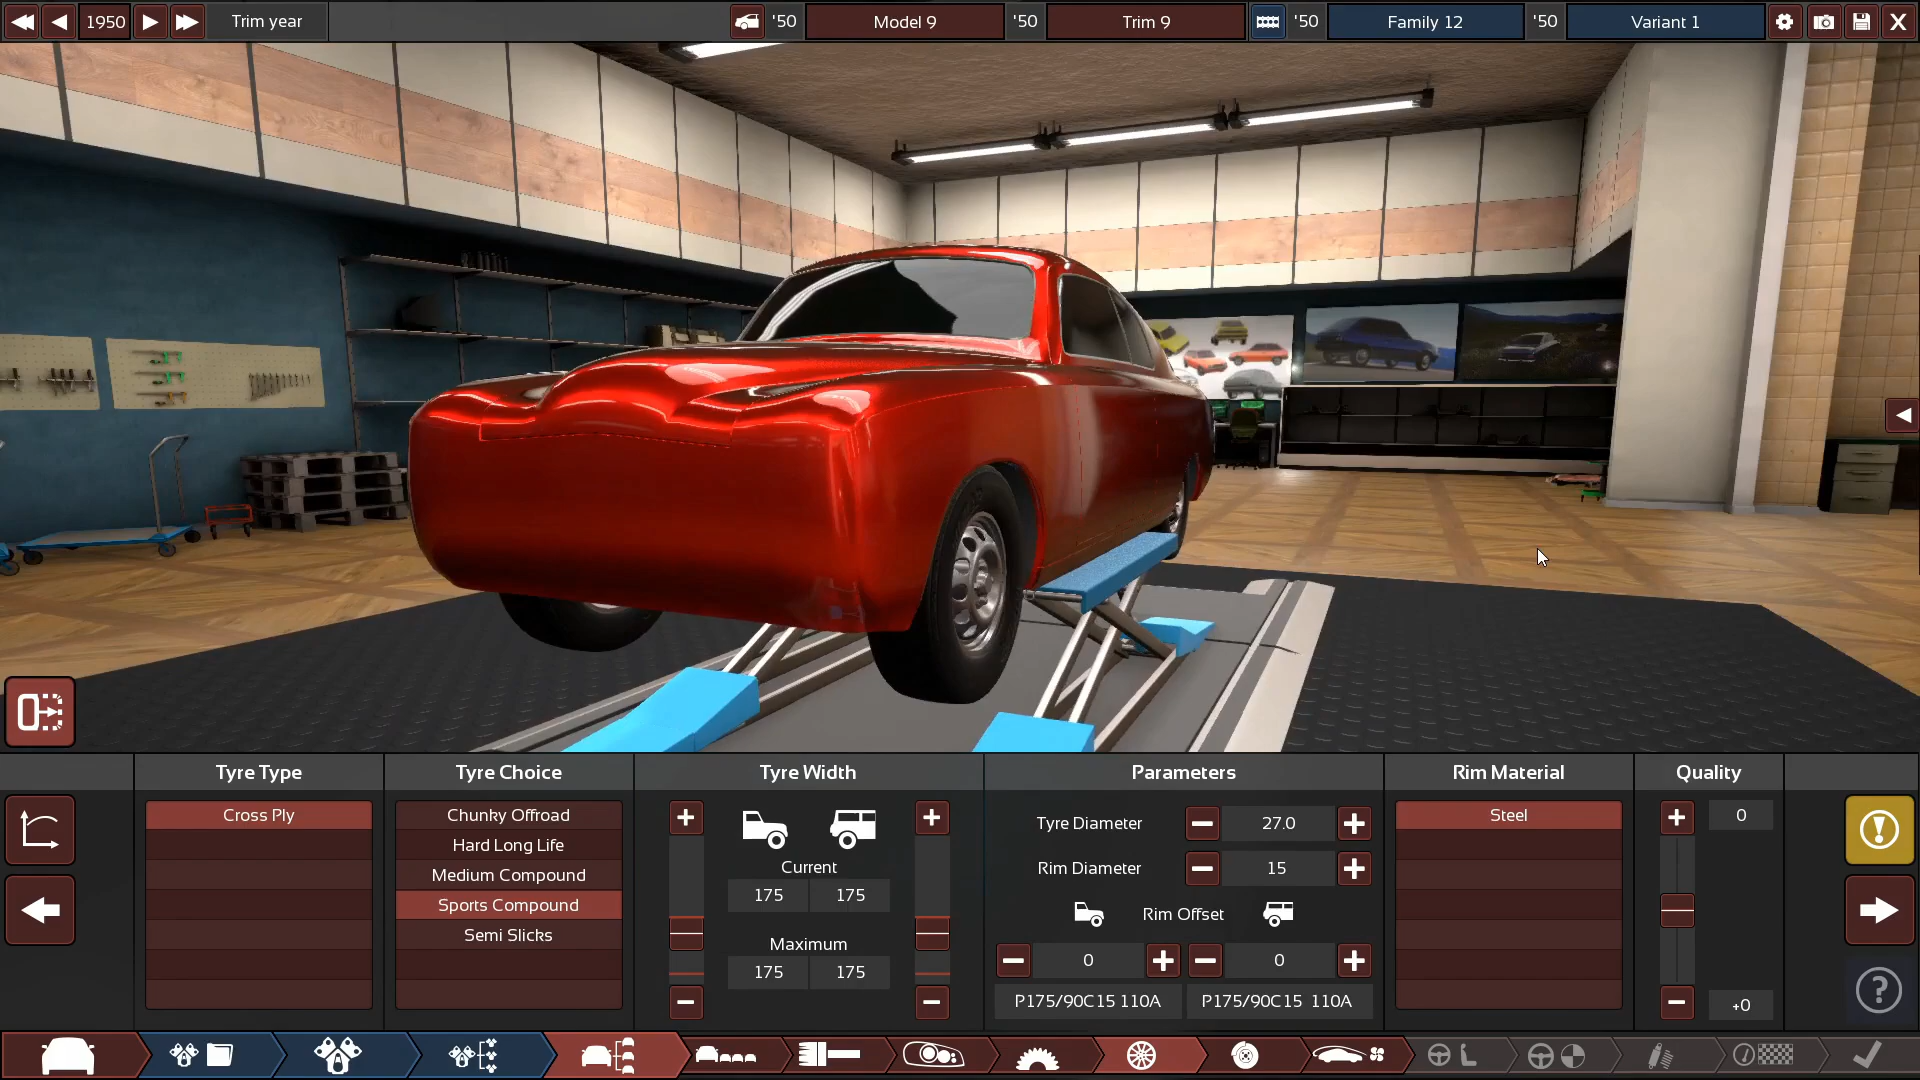 1950
Trim year
'50
Model 9
'50
Trim 9
'50
Family 12
'50
Variant 1
Tyre Type
Tyre Choice
Tyre Width
Parameters
Rim Material
Quality
Cross Ply
Chunky Offroad
Hard Long Life
Medium Compound
Sports Compound
Semi Slicks
Current
175 175
Maximum
175 175
Tyre Diameter
27.0
Rim Diameter
15
Rim Offset
0
0
P175/90C15 110A
P175/90C15 110A
Steel
0
+0